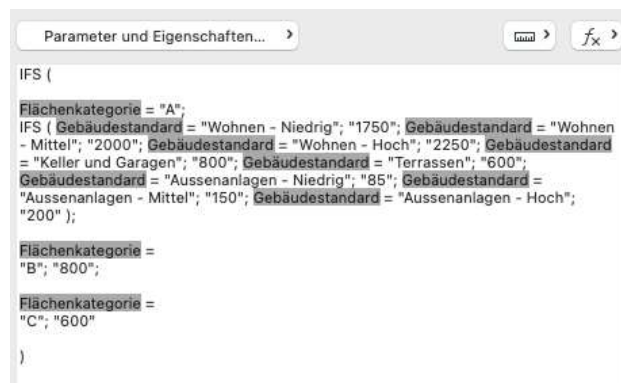 Parameter und Eigenschaften...
IFS (
Flächenkategorie = "A";
IFS ( Gebäudestandard = "Wohnen - Niedrig"; "1750"; Gebäudestandard = "Wohnen
- Mittel"; "2000"; Gebäudestandard = "Wohnen - Hoch"; "2250"; Gebäudestandard
= "Keller und Garagen"; "800"; Gebäudestandard = "Terrassen"; "600";
Gebäudestandard = "Aussenanlagen - Niedrig"; "85"; Gebäudestandard =
"Aussenanlagen - Mittel"; "150"; Gebäudestandard = "Aussenanlagen - Hoch";
"200" );
Flächenkategorie =
"B"; "800";
Flächenkategorie =
"C"; "600"
)